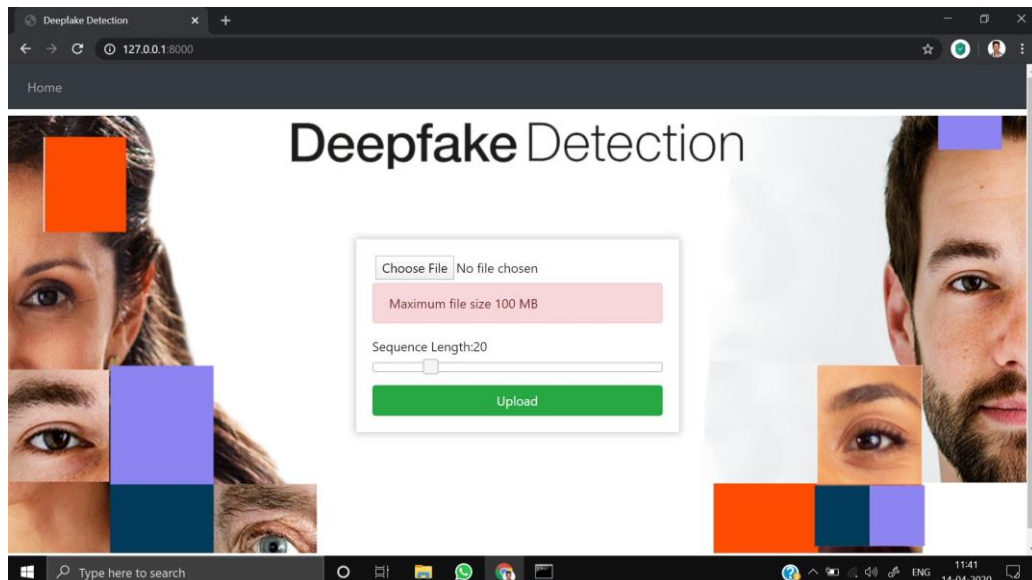 Deepfake Detection
127.0.0.1:8000
Home
Deepfake Detection
Choose File No file chosen
Maximum file size 100 MB
Sequence Length:20
Upload
Type here to search
ENG
11:41
14-04-2020